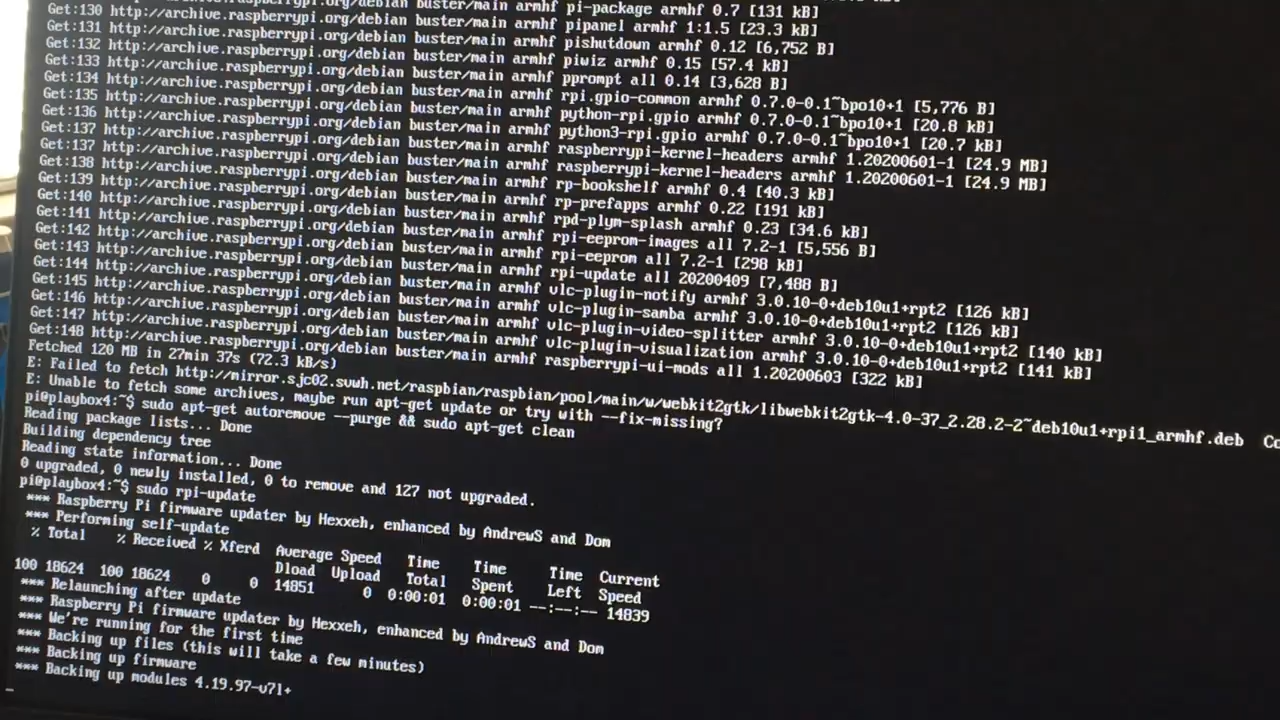 Get:130 http://archive.raspberrypi.org/debian buster/main armhf pi-package armhf 0.7 [131 kB]
Get:131 http://archive.raspberrypi.org/debian buster/main armhf pipanel armhf 1:1.5 [23.3 kB]
Get:132 http://archive.raspberrypi.org/debian buster/main armhf pishutdown armhf 0.12 [6,752 B]
Get:133 http://archive.raspberrypi.org/debian buster/main armhf piwiz armhf 0.15 [57.4 kB]
Get:134 http://archive.raspberrypi.org/debian buster/main armhf pprompt all 0.14 [3,628 B]
Get:135 http://archive.raspberrypi.org/debian buster/main armhf rpi.gpio-common armhf 0.7.0-0.1~bpo10+1 [5,776 B]
Get:136 http://archive.raspberrypi.org/debian buster/main armhf python-rpi.gpio armhf 0.7.0-0.1~bpo10+1 [20.8 kB]
Get:137 http://archive.raspberrypi.org/debian buster/main armhf python3-rpi.gpio armhf 0.7.0-0.1~bpo10+1 [20.7 kB]
Get:137 http://archive.raspberrypi.org/debian buster/main armhf raspberrypi-kernel-headers armhf 1.20200601-1 [24.9 MB]
Get:138 http://archive.raspberrypi.org/debian buster/main armhf raspberrypi-kernel-headers armhf 1.20200601-1 [24.9 MB]
Get:139 http://archive.raspberrypi.org/debian buster/main armhf rp-bookshelf armhf 0.4 [40.3 kB]
Get:140 http://archive.raspberrypi.org/debian buster/main armhf rp-prefapps armhf 0.22 [191 kB]
Get:141 http://archive.raspberrypi.org/debian buster/main armhf rpd-plym-splash armhf 0.23 [34.6 kB]
Get:142 http://archive.raspberrypi.org/debian buster/main armhf rpi-eeprom-images all 7.2-1 [5,556 B]
Get:143 http://archive.raspberrypi.org/debian buster/main armhf rpi-eeprom all 7.2-1 [298 kB]
Get:144 http://archive.raspberrypi.org/debian buster/main armhf rpi-update all 20200409 [7,488 B]
Get:145 http://archive.raspberrypi.org/debian buster/main armhf vlc-plugin-notify armhf 3.0.10-0+deb10u1+rpt2 [126 kB]
Get:146 http://archive.raspberrypi.org/debian buster/main armhf vlc-plugin-samba armhf 3.0.10-0+deb10u1+rpt2 [126 kB]
Get:147 http://archive.raspberrypi.org/debian buster/main armhf vlc-plugin-video-splitter armhf 3.0.10-0+deb10u1+rpt2 [140 kB]
Get:148 http://archive.raspberrypi.org/debian buster/main armhf vlc-plugin-visualization armhf 3.0.10-0+deb10u1+rpt2 [141 kB]
http://archive.raspberrypi.org/debian buster/main armhf raspberrypi-ui-mods all 1.20200603 [322 kB]
Fetched 120 MB in 27min 37s (72.3 kB/s)
E: Failed to fetch http://mirror.sjc02.svwh.net/raspbian/raspbian/pool/main/w/webkit2gtk/libwebkit2gtk-4.0-37_2.28.2-2~deb10u1+rpi1_armhf.deb Co
E: Unable to fetch some archives, maybe run apt-get update or try with --fix-missing?
pi@playbox4:~$ sudo apt-get autoremove --purge && sudo apt-get clean
Reading package lists... Done
Building dependency tree
Reading state information... Done
0 upgraded, 0 newly installed, 0 to remove and 127 not upgraded.
pi@playbox4:~$ sudo rpi-update
*** Raspberry Pi firmware updater by Hexxeh, enhanced by AndrewS and Dom
*** Performing self-update
% Total % Received % Xferd Average Speed Time Time Time Current
Dload Upload Total Spent Left Speed
100 18624 100 18624 0 0 14851 0 0:00:01 0:00:01 --:--:-- 14839
*** Relaunching after update
*** Raspberry Pi firmware updater by Hexxeh, enhanced by AndrewS and Dom
*** We're running for the first time
*** Backing up files (this will take a few minutes)
*** Backing up firmware
*** Backing up modules 4.19.97-v7l+